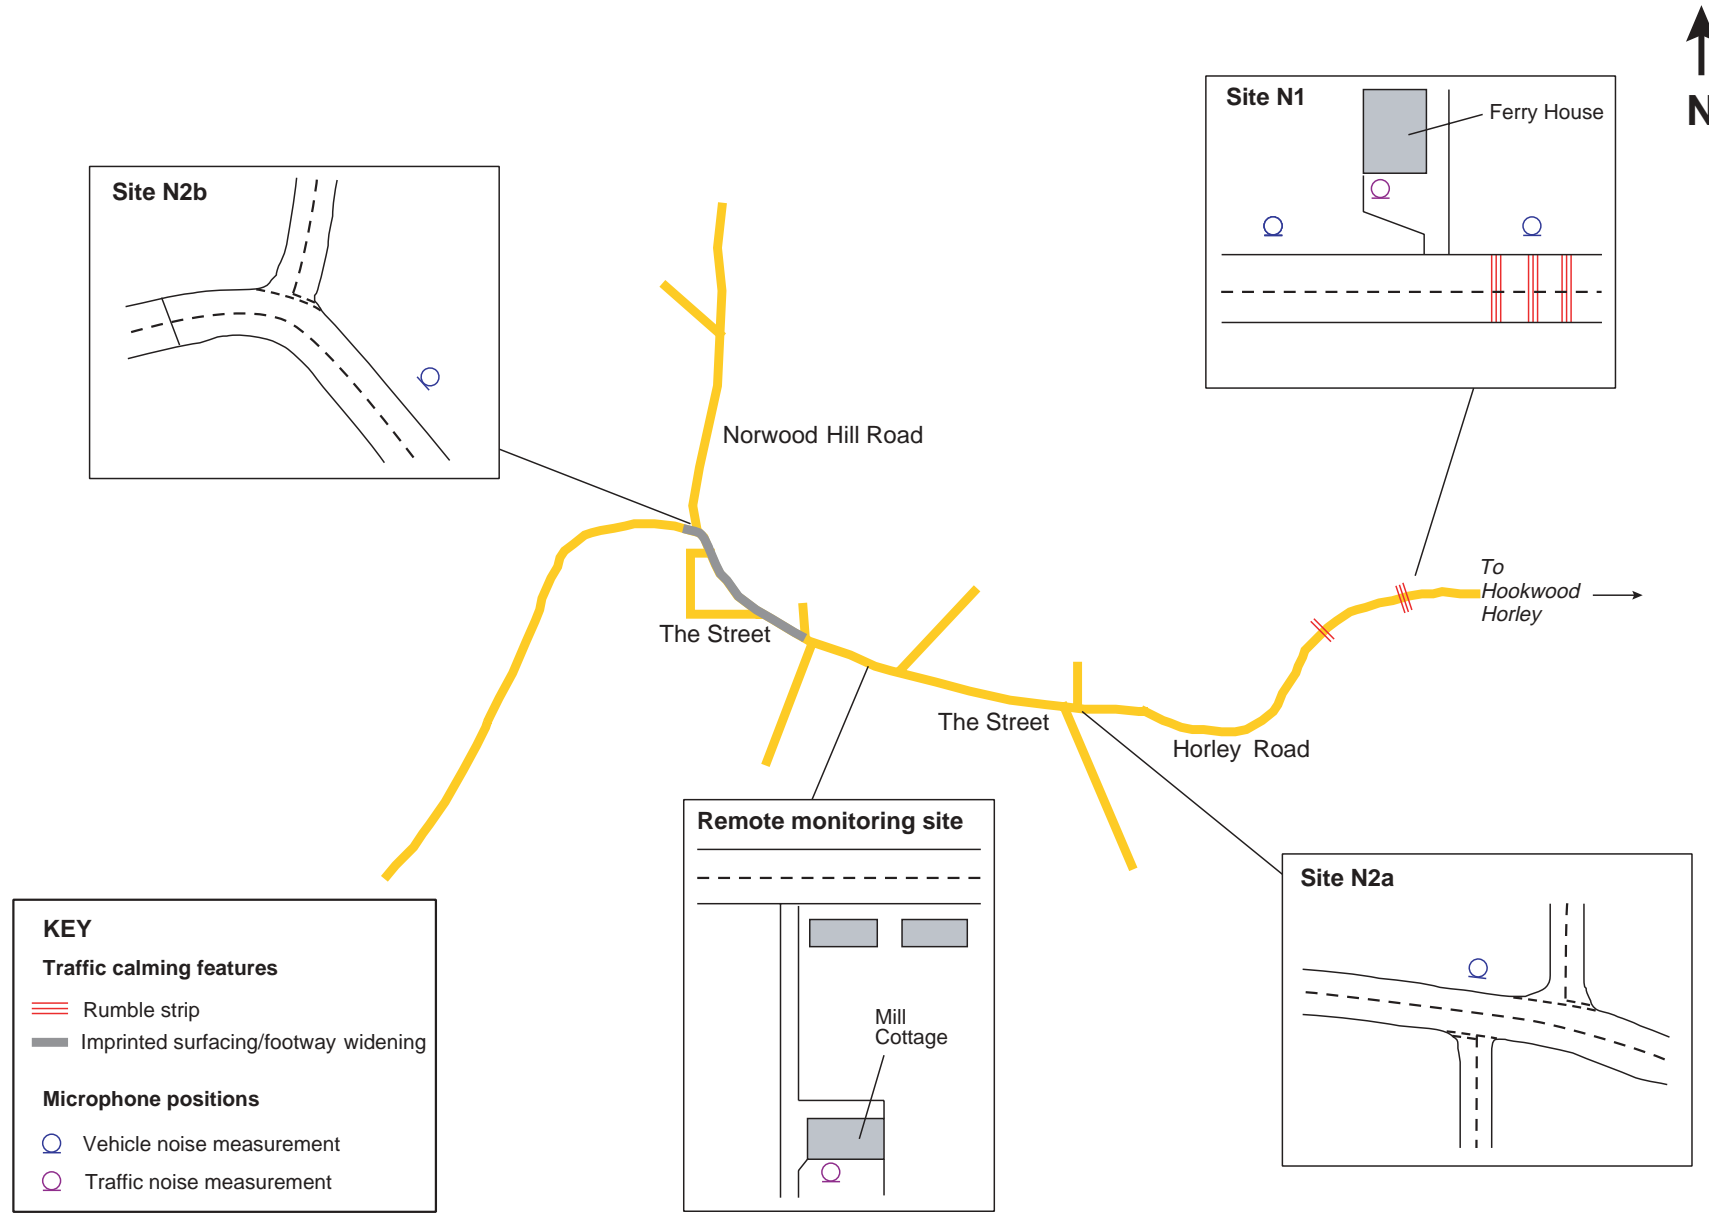 N
Site N1
Ferry House
Site N2b
Norwood Hill Road
To
Hookwood
Horley
The Street
The Street
Horley Road
Remote monitoring site
Mill
Cottage
Site N2a
KEY
Traffic calming features
Rumble strip
Imprinted surfacing/footway widening
Microphone positions
Vehicle noise measurement
Traffic noise measurement